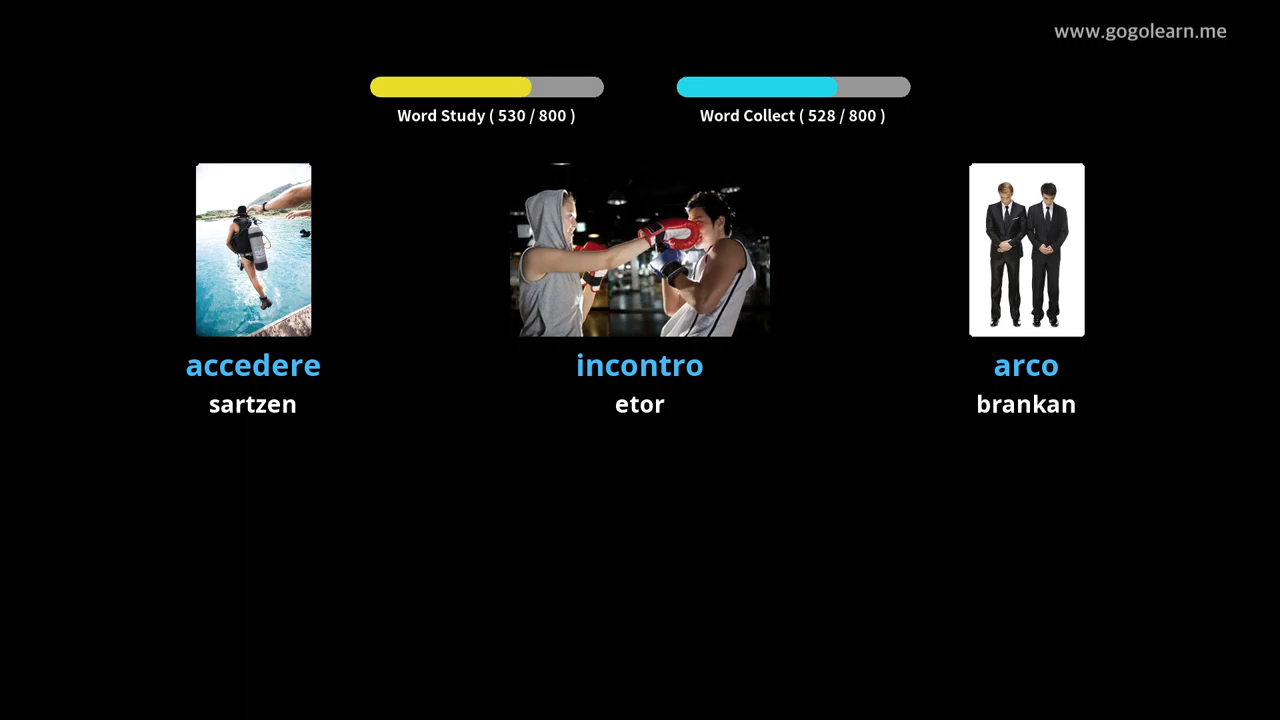 www.gogolearn.me
Word Study ( 530 / 800 )
Word Collect ( 528 / 800 )
accedere
incontro
arco
sartzen
etor
brankan